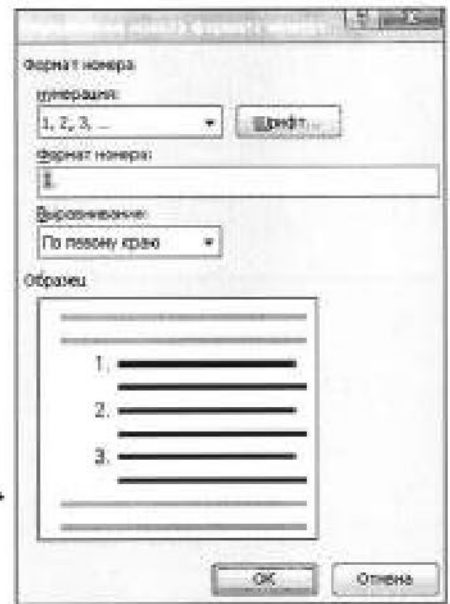 Формат номера
нумерация:
1, 2, 3, ...
Шрифт...
Формат номера:
1.
Выравнивание:
По левому краю
Образец
1.
2.
3.
ОК
Отмена